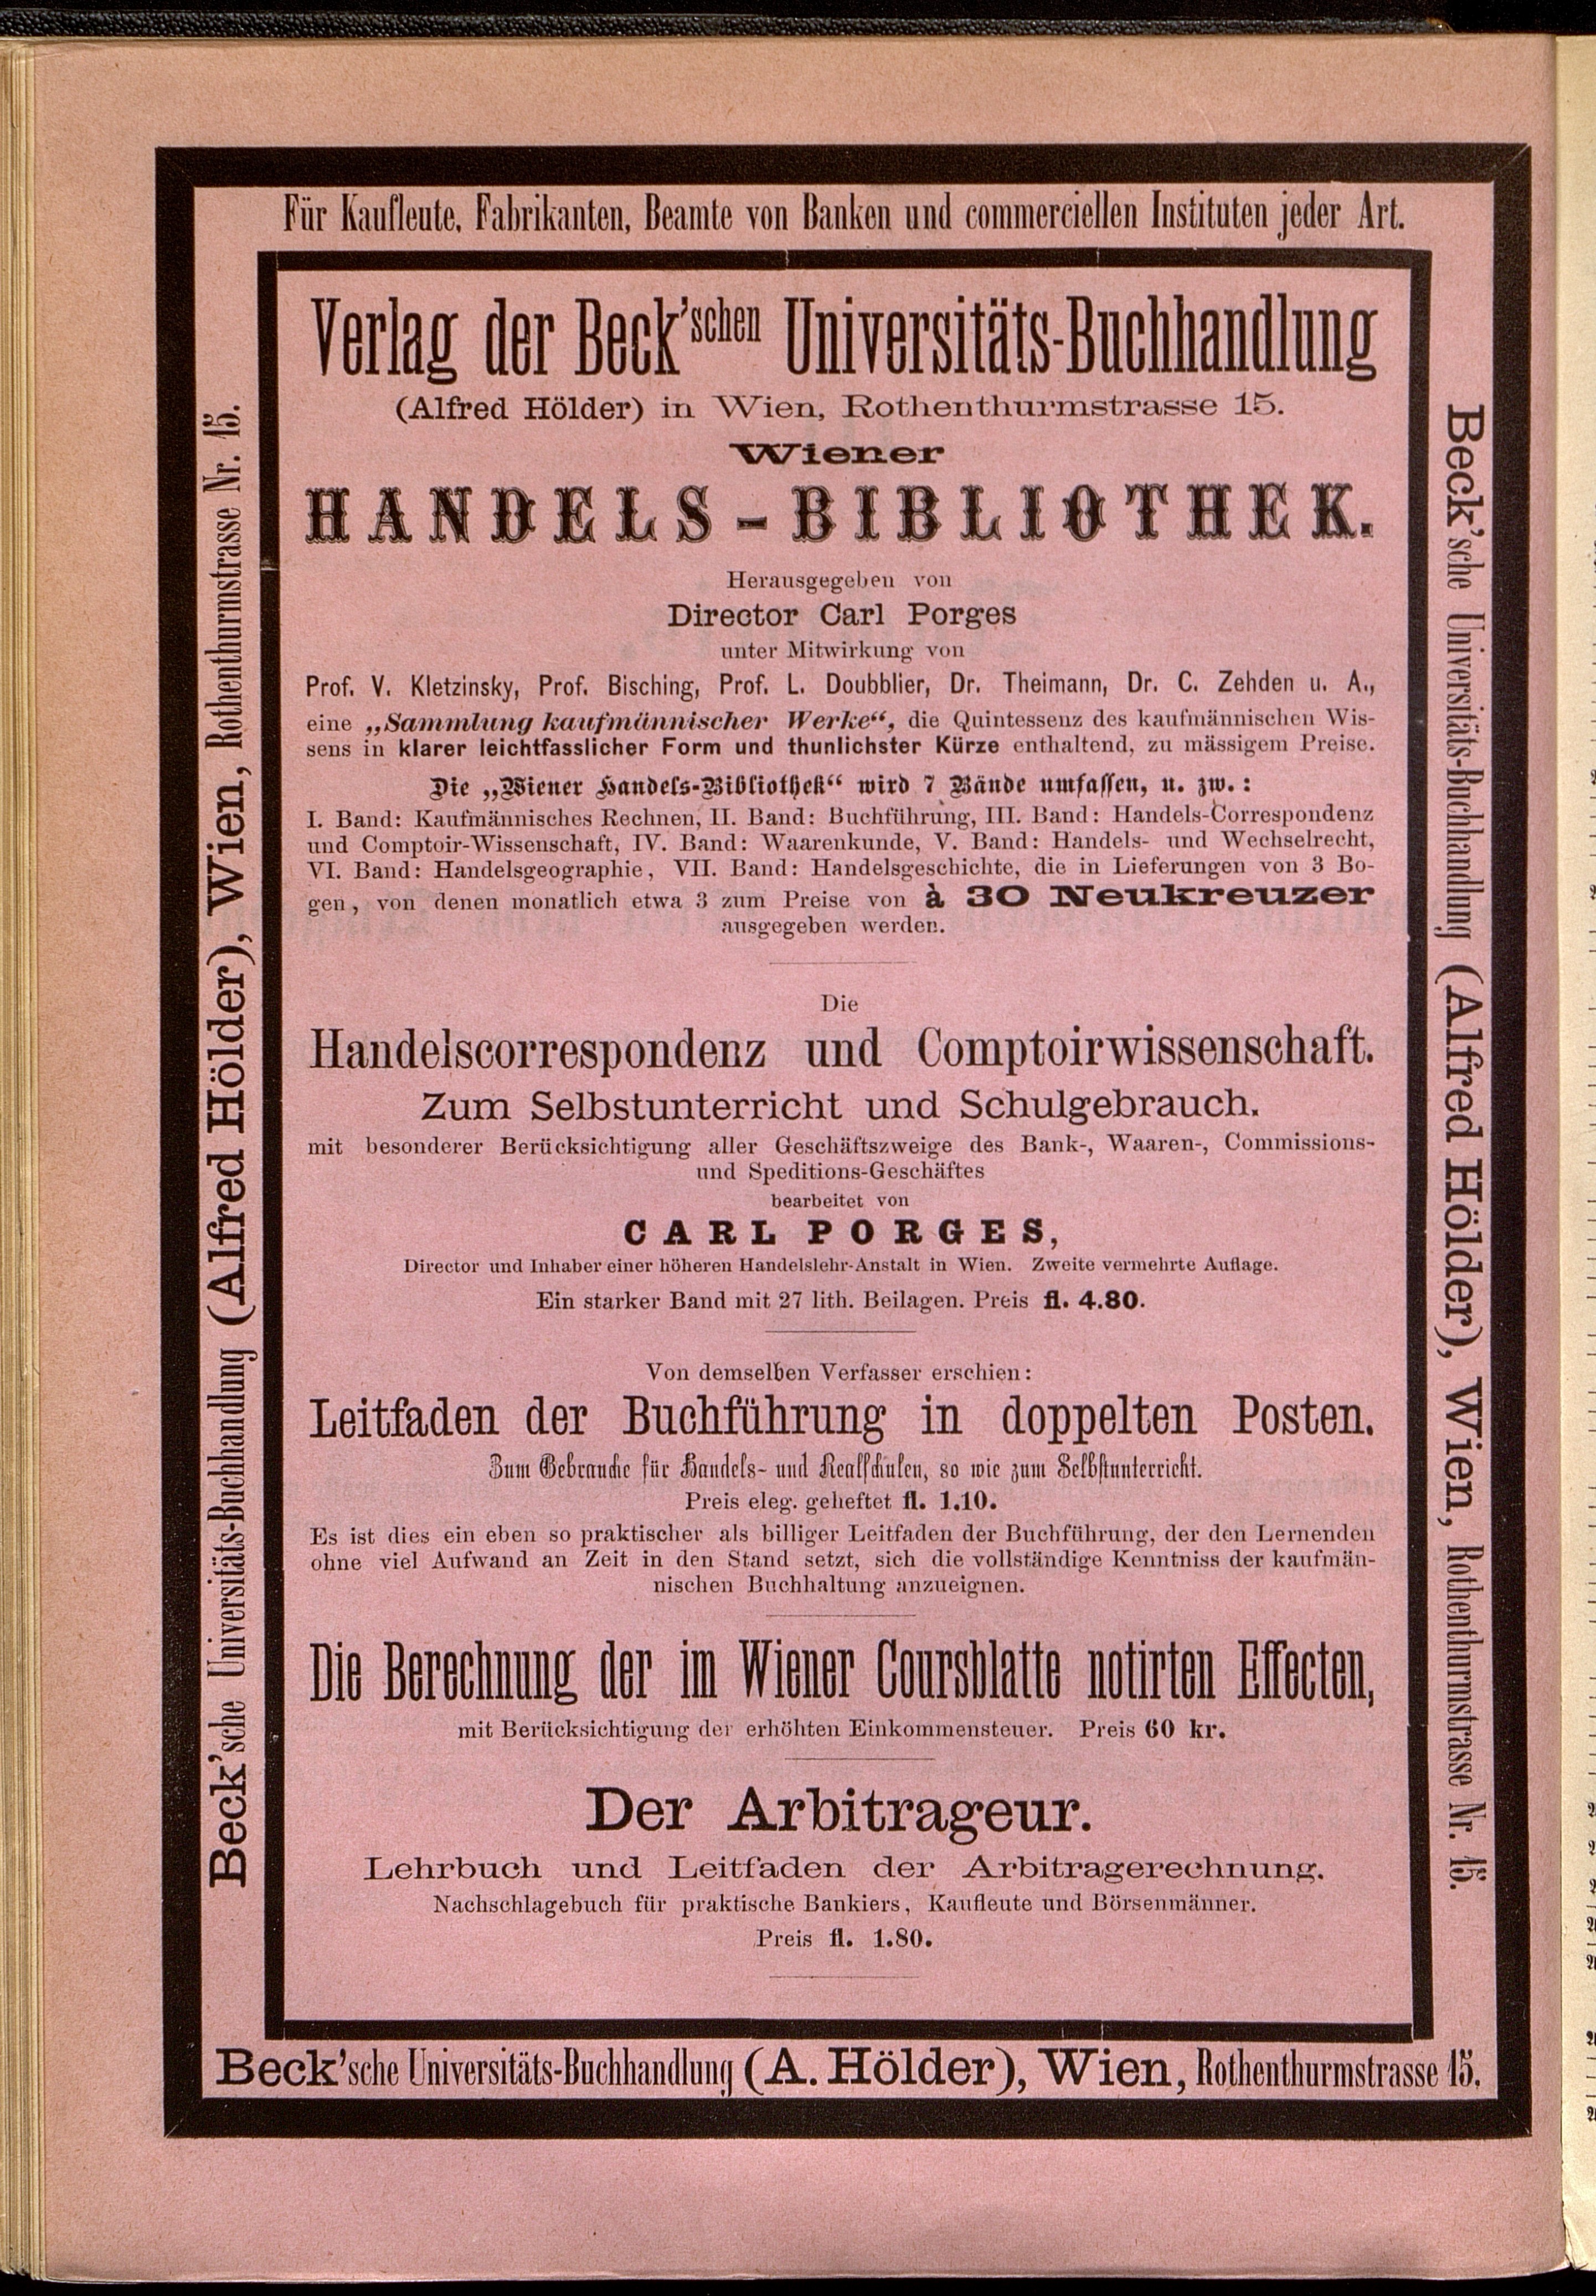 Für Kaufleute, Fabrikanten, Beamte von Banken und commerciellen Instituten jeder Art.
Verlag der Beck'schen Universitäts-Buchhandlung
(Alfred Hölder) in Wien, Rothenthurmstrasse 15.
Wiener
HANDELS-BIBLIOTHEK.
Herausgegeben von
Director Carl Porges
unter Mitwirkung von
Prof. V. Kletzinsky, Prof. Bisching, Prof. L. Doubblier, Dr. Theimann, Dr. C. Zehden u. A.,
eine „Sammlung kaufmännischer Werke“, die Quintessenz des kaufmännischen Wis-
sens in klarer leichtfasslicher Form und thunlichster Kürze enthaltend, zu mässigem Preise.
Die „Wiener Handels-Bibliothek“ wird 7 Bände umfassen, u. zw.:
I. Band: Kaufmännisches Rechnen, II. Band: Buchführung, III. Band: Handels-Correspondenz
und Comptoir-Wissenschaft, IV. Band: Waarenkunde, V. Band: Handels- und Wechselrecht,
VI. Band: Handelsgeographie, VII. Band: Handelsgeschichte, die in Lieferungen von 3 Bo-
gen, von denen monatlich etwa 3 zum Preise von à 30 Neukreuzer
ausgegeben werden.
Die
Handelscorrespondenz und Comptoirwissenschaft.
Zum Selbstunterricht und Schulgebrauch.
mit besonderer Berücksichtigung aller Geschäftszweige des Bank-, Waaren-, Commissions-
und Speditions-Geschäftes
bearbeitet von
CARL PORGES,
Director und Inhaber einer höheren Handelslehr-Anstalt in Wien. Zweite vermehrte Auflage.
Ein starker Band mit 27 lith. Beilagen. Preis fl. 4.80.
Von demselben Verfasser erschien:
Leitfaden der Buchführung in doppelten Posten.
Zum Gebrauche für Handels- und Realschulen, so wie zum Selbstunterricht.
Preis eleg. geheftet fl. 1.10.
Es ist dies ein eben so praktischer als billiger Leitfaden der Buchführung, der den Lernenden
ohne viel Aufwand an Zeit in den Stand setzt, sich die vollständige Kenntniss der kaufmän-
nischen Buchhaltung anzueignen.
Die Berechnung der im Wiener Coursblatte notirten Effecten,
mit Berücksichtigung der erhöhten Einkommensteuer. Preis 60 kr.
Der Arbitrageur.
Lehrbuch und Leitfaden der Arbitragerechnung.
Nachschlagebuch für praktische Bankiers, Kaufleute und Börsenmänner.
Preis fl. 1.80.
Beck'sche Universitäts-Buchhandlung (A. Hölder), Wien, Rothenthurmstrasse 15.
Beck'sche Universitäts-Buchhandlung (Alfred Hölder), Wien, Rothenthurmstrasse Nr. 15.
Beck'sche Universitäts-Buchhandlung (Alfred Hölder), Wien, Rothenthurmstrasse Nr. 15.